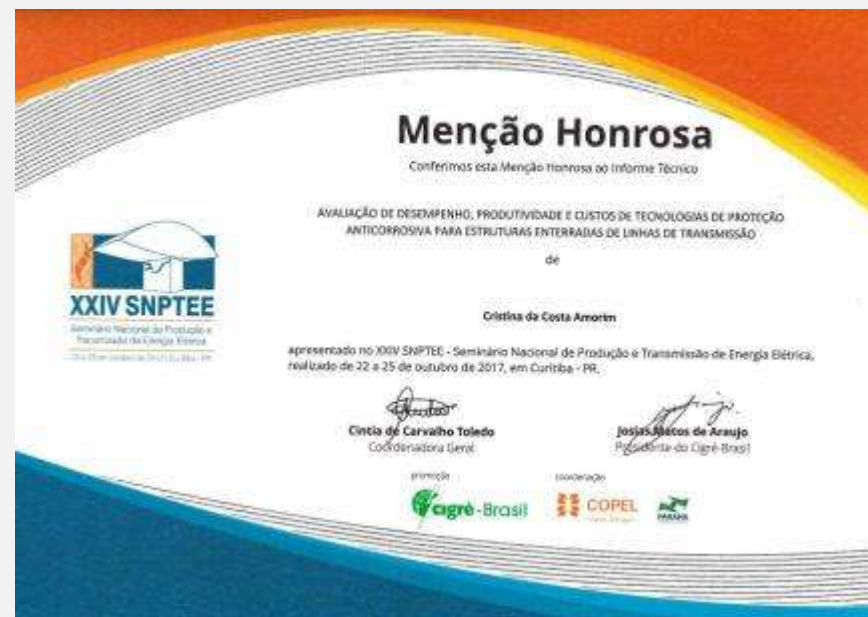 Menção Honrosa
Conferimos esta Menção Honrosa ao Informe Técnico
AVALIAÇÃO DE DESEMPENHO, PRODUTIVIDADE E CUSTOS DE TECNOLOGIAS DE PROTEÇÃO
ANTICORROSIVA PARA ESTRUTURAS ENTERRADAS DE LINHAS DE TRANSMISSÃO
de
Cristina da Costa Amorim
apresentado no XXIV SNPTEE - Seminário Nacional de Produção e Transmissão de Energia Elétrica,
realizado de 22 a 25 de outubro de 2017, em Curitiba - PR.
XXIV SNPTEE
Seminário Nacional de Produção e
Transmissão de Energia Elétrica
Cintia de Carvalho Toledo
Coordenadora Geral
Josias Matos de Araujo
Presidente do Cigré-Brasil
promoção
coordenação
cigré-Brasil
COPEL
PARANÁ